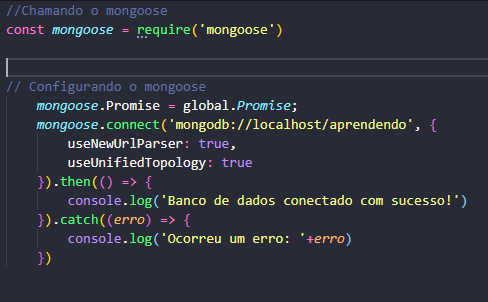 //Chamando o mongoose
const mongoose = require('mongoose')
// Configurando o mongoose
mongoose.Promise = global.Promise;
mongoose.connect('mongodb://localhost/aprendendo', {
useNewUrlParser: true,
useUnifiedTopology: true
}).then(() => {
console.log('Banco de dados conectado com sucesso!')
}).catch((erro) => {
console.log('Ocorreu um erro: '+erro)
})